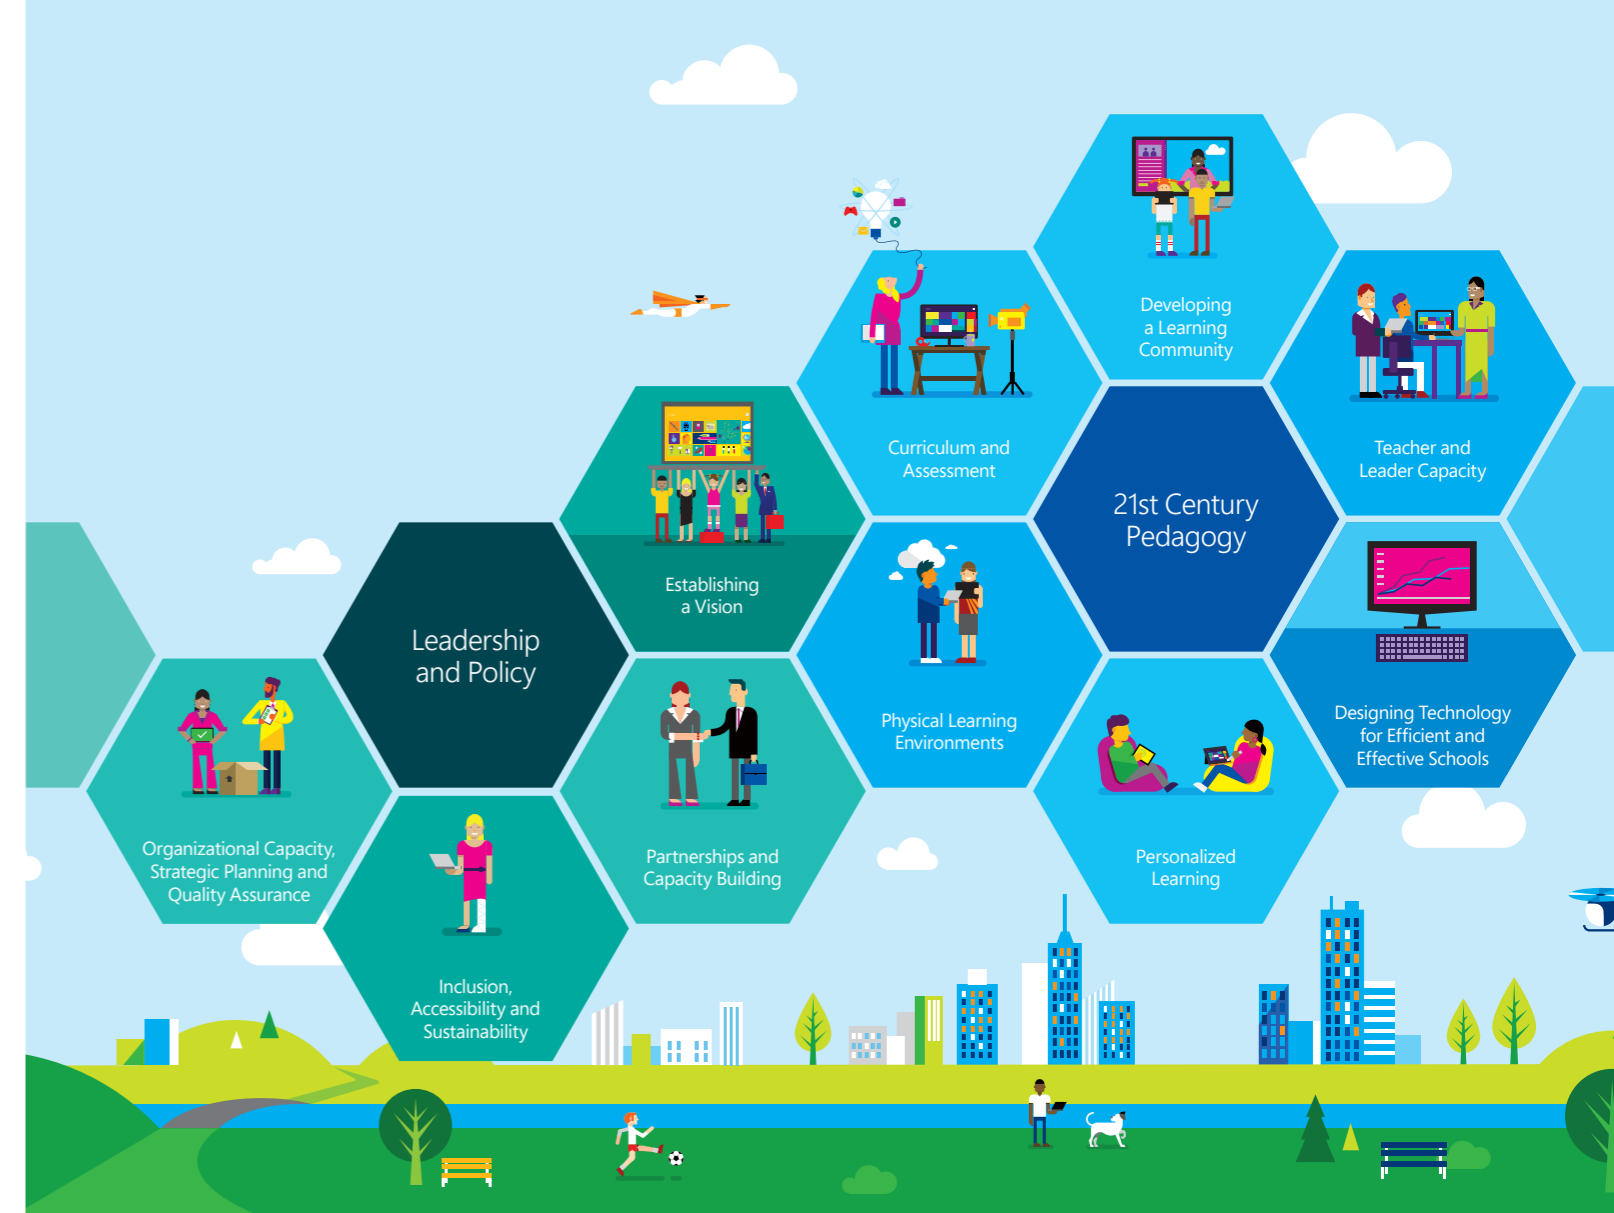 Leadership
and Policy
Establishing
a Vision
Organizational Capacity,
Strategic Planning and
Quality Assurance
Inclusion,
Accessibility and
Sustainability
Partnerships and
Capacity Building
21st Century
Pedagogy
Developing
a Learning
Community
Curriculum and
Assessment
Teacher and
Leader Capacity
Physical Learning
Environments
Designing Technology
for Efficient and
Effective Schools
Personalized
Learning